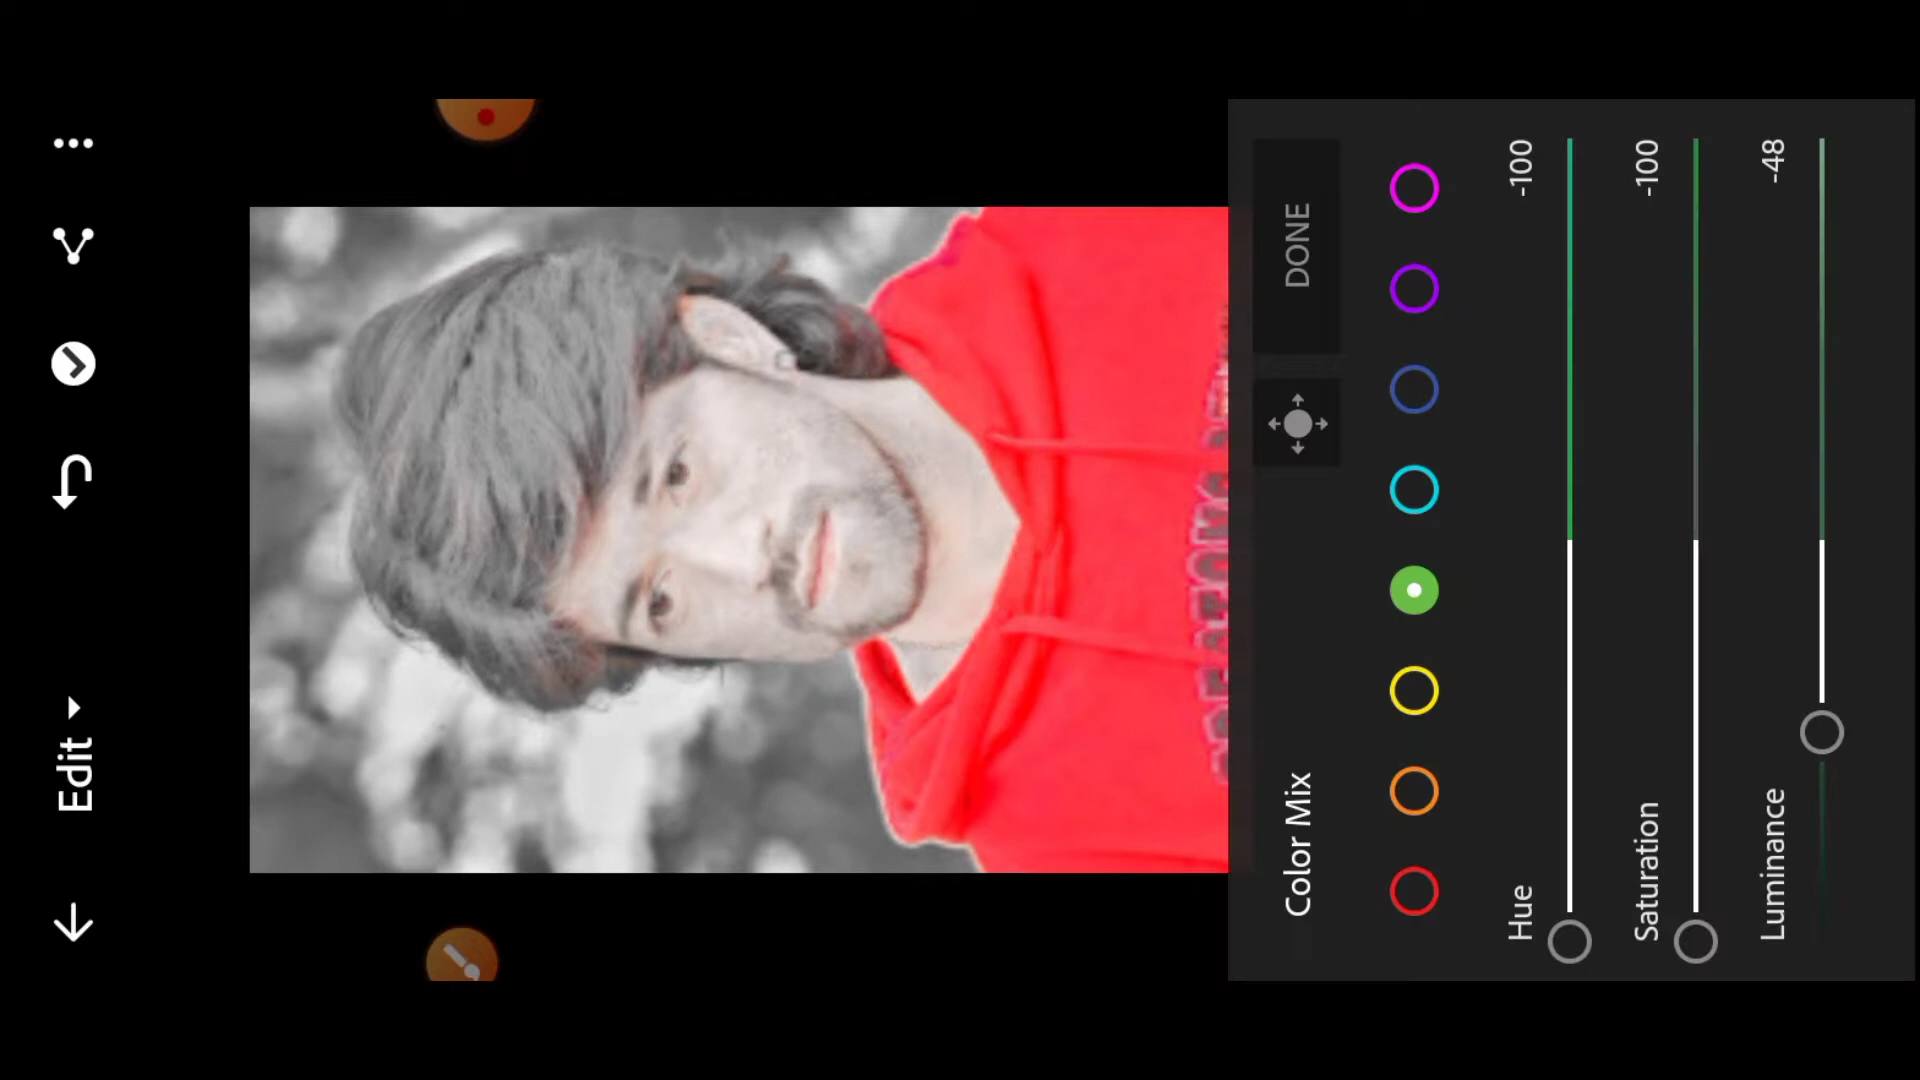 Edit
Color Mix
DONE
Hue
-100
Saturation
-100
Luminance
-48